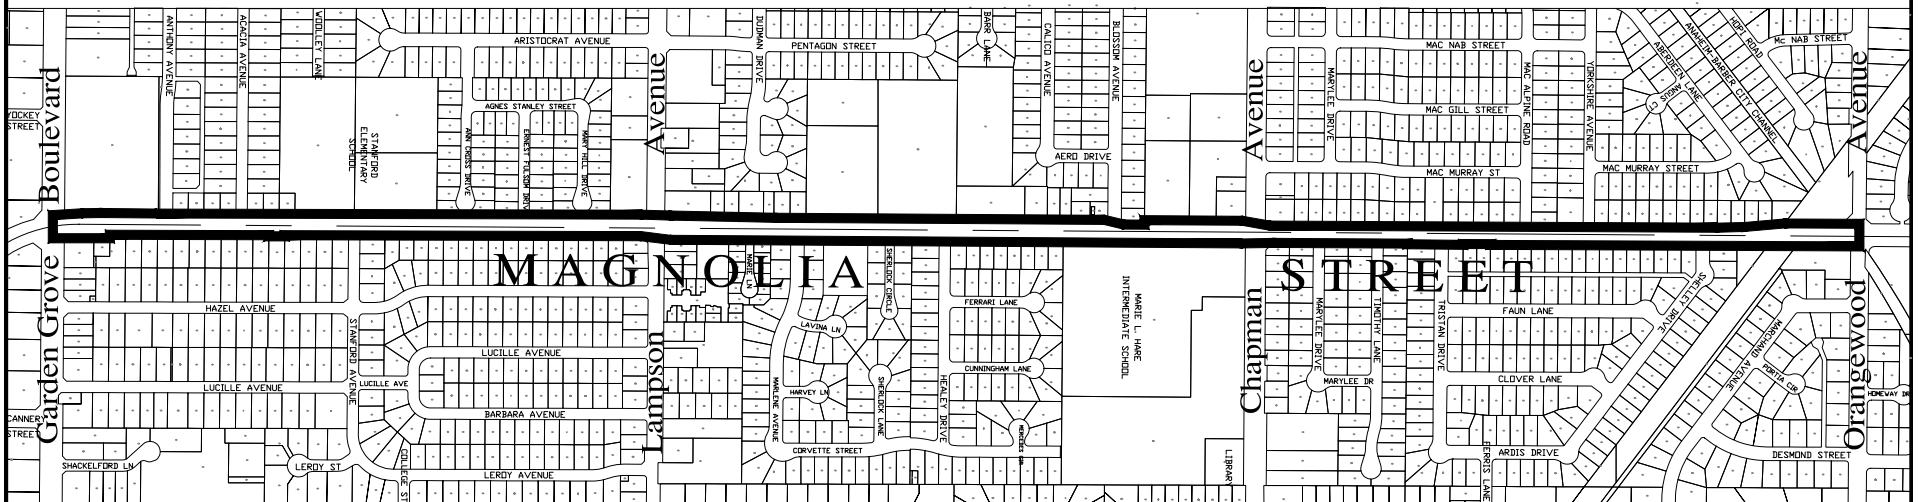 ANTHONY AVENUE
ACACIA AVENUE
WOOLEY LANE
ARISTOCRAT AVENUE
DUDMAN DRIVE
PENTAGON STREET
BARR LANE
CALICO AVENUE
BLOSSOM AVENUE
MAC NAB STREET
HOPI ROAD
Mc NAB STREET
ANAHEIM-BARBER CITY CHANNEL
ABERDEEN LANE
ANGUS CT
YOCKEY
STREET
Garden Grove Boulevard
STANFORD
ELEMENTARY
SCHOOL
AGNES STANLEY STREET
ANN CROSS DRIVE
ERNEST FULSOM DRIVE
MARY HILL DRIVE
Lampson Avenue
AERO DRIVE
Chapman Avenue
MARYLEE DRIVE
MAC GILL STREET
MAC ALPINE ROAD
YORKSHIRE AVENUE
MAC MURRAY ST
MAC MURRAY STREET
Orangewood Avenue
MAGNOLIA STREET
HAZEL AVENUE
STANFORD AVENUE
LUCILLE AVENUE
LUCILLE AVENUE
LUCILLE AVE
BARBARA AVENUE
LEROY AVENUE
LEROY ST
COLLEGE ST
SHACKELFORD LN
CANNERY
STREET
MARIE LN
LAVINA LN
HARVEY LN
MARLENE AVENUE
SHERLOCK CIRCLE
SHERLOCK LANE
HEALEY DRIVE
CORVETTE STREET
FERRARI LANE
CUNNINGHAM LANE
MERCEDES CIR
MARIE L. HARE
INTERMEDIATE SCHOOL
LIBRARY
MARYLEE DRIVE
MARYLEE DR
TIMOTHY LANE
TRISTAN DRIVE
FAUN LANE
SHELLEY DRIVE
CLOVER LANE
ARDIS DRIVE
FERRIS LANE
MARCHAND AVENUE
PORTIA CIR
DESMOND STREET
HOMEWAY DR